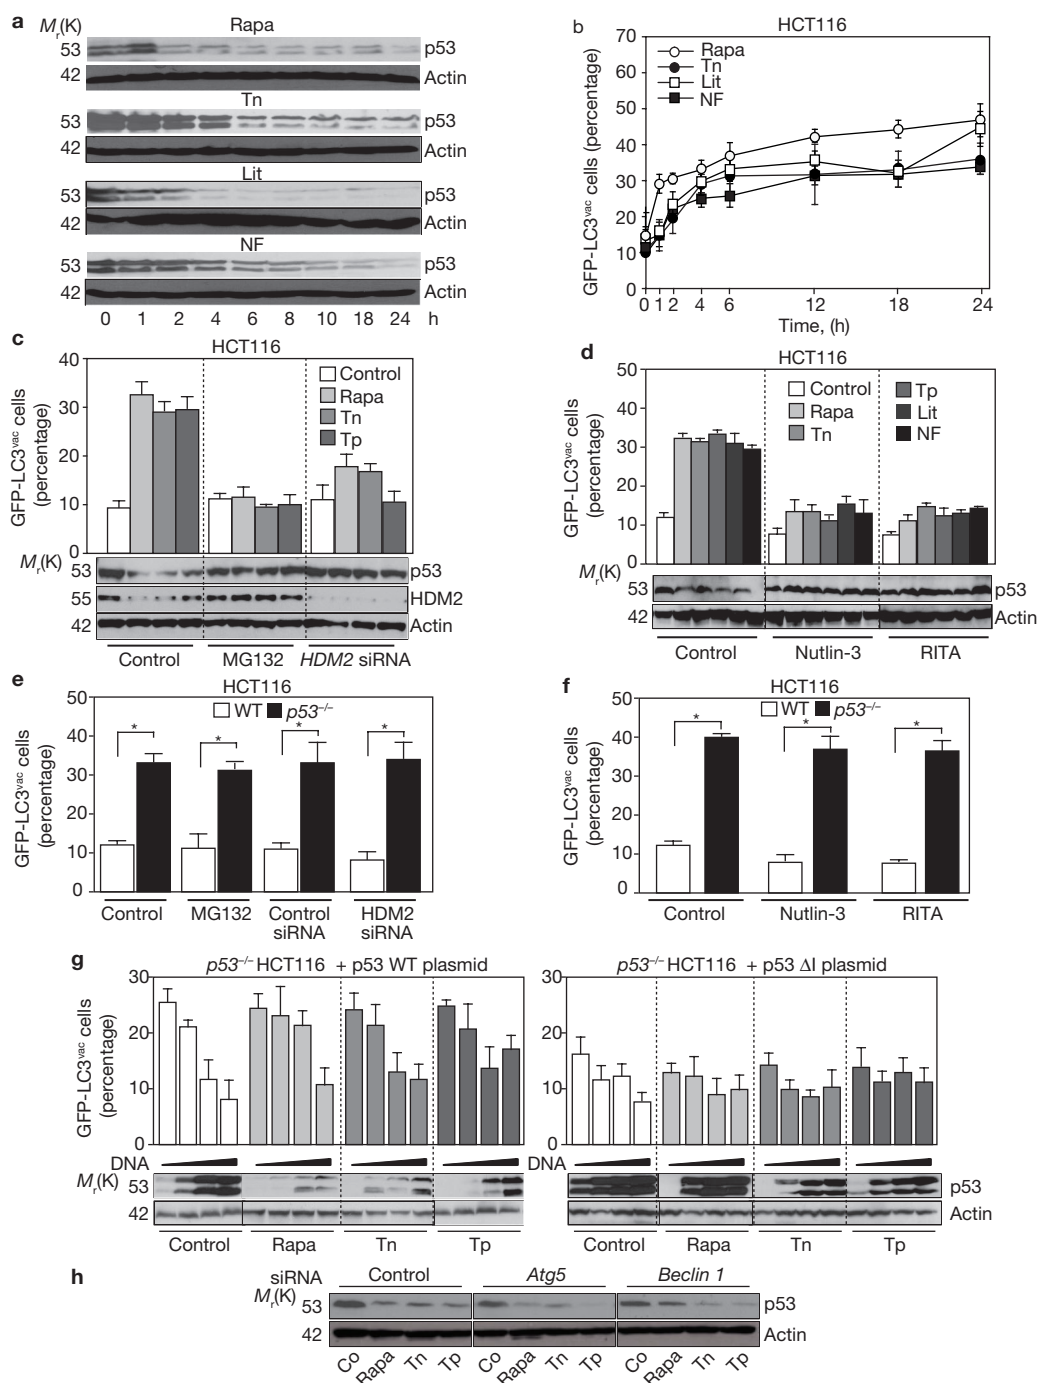 a
Mr(K)
Rapa
53 p53
42 Actin
Tn
53 p53
42 Actin
Lit
53 p53
42 Actin
NF
53 p53
42 Actin
0 1 2 4 6 8 10 18 24 h
b
HCT116
GFP-LC3vac cells (percentage)
70
60
50
40
30
20
10
0
Rapa
Tn
Lit
NF
0 1 2 4 6 12 18 24
Time, (h)
c
HCT116
GFP-LC3vac cells
(percentage)
40
30
20
10
0
Control
Rapa
Tn
Tp
Mr(K)
53 p53
55 HDM2
42 Actin
Control MG132 HDM2 siRNA
d
HCT116
GFP-LC3vac cells
(percentage)
50
40
30
20
10
0
Control
Rapa
Tn
Tp
Lit
NF
Mr(K)
53 p53
42 Actin
Control Nutlin-3 RITA
e
HCT116
WT p53–/–
GFP-LC3vac cells
(percentage)
50
40
30
20
10
0
* * * *
Control MG132 Control siRNA HDM2 siRNA
f
HCT116
WT p53–/–
GFP-LC3vac cells
(percentage)
50
40
30
20
10
0
* * *
Control Nutlin-3 RITA
g
p53–/– HCT116 + p53 WT plasmid
GFP-LC3vac cells
(percentage)
30
20
10
0
DNA
Mr(K)
53
42
Control Rapa Tn Tp
p53–/– HCT116 + p53 ΔI plasmid
30
20
10
0
DNA
p53
Actin
Control Rapa Tn Tp
h
siRNA Control Atg5 Beclin 1
Mr(K)
53 p53
42 Actin
Co Rapa Tn Tp Co Rapa Tn Tp Co Rapa Tn Tp